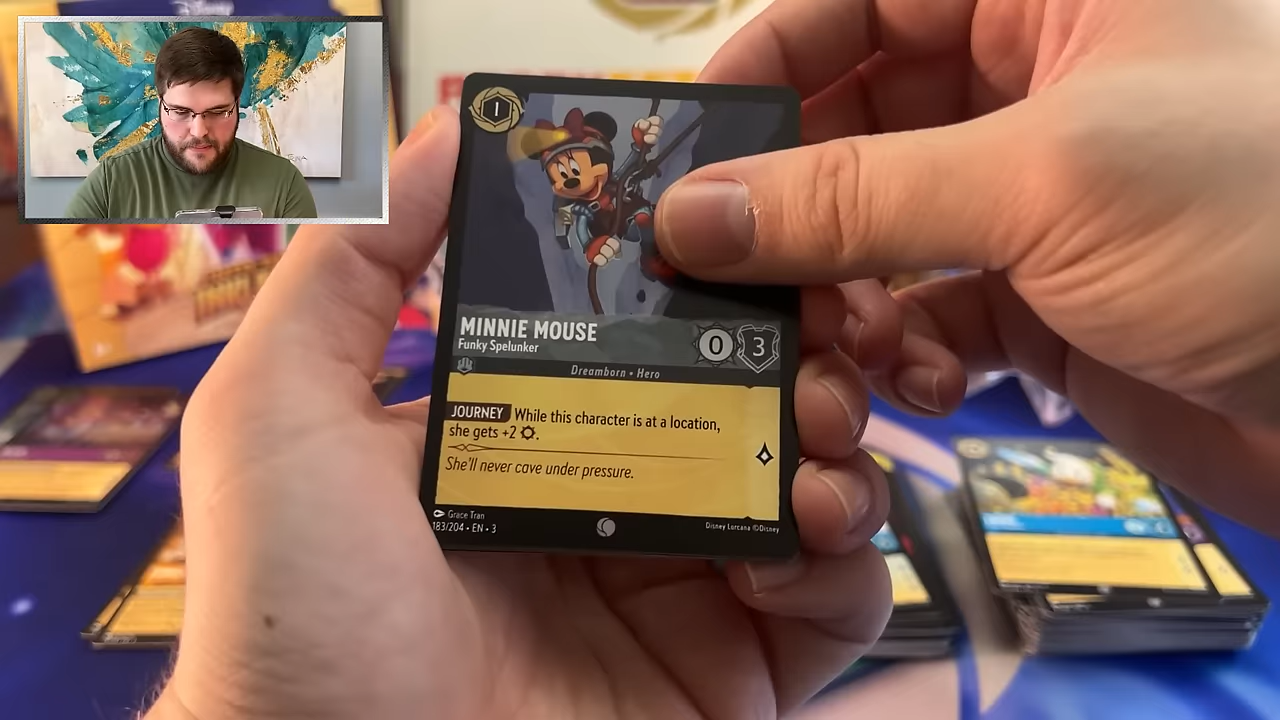 Disney
1
MINNIE MOUSE
Funky Spelunker
0 3
Dreamborn • Hero
JOURNEY While this character is at a location,
she gets +2 .
She'll never cave under pressure.
Grace Tran
183/204 • EN • 3
Disney Lorcana ©Disney